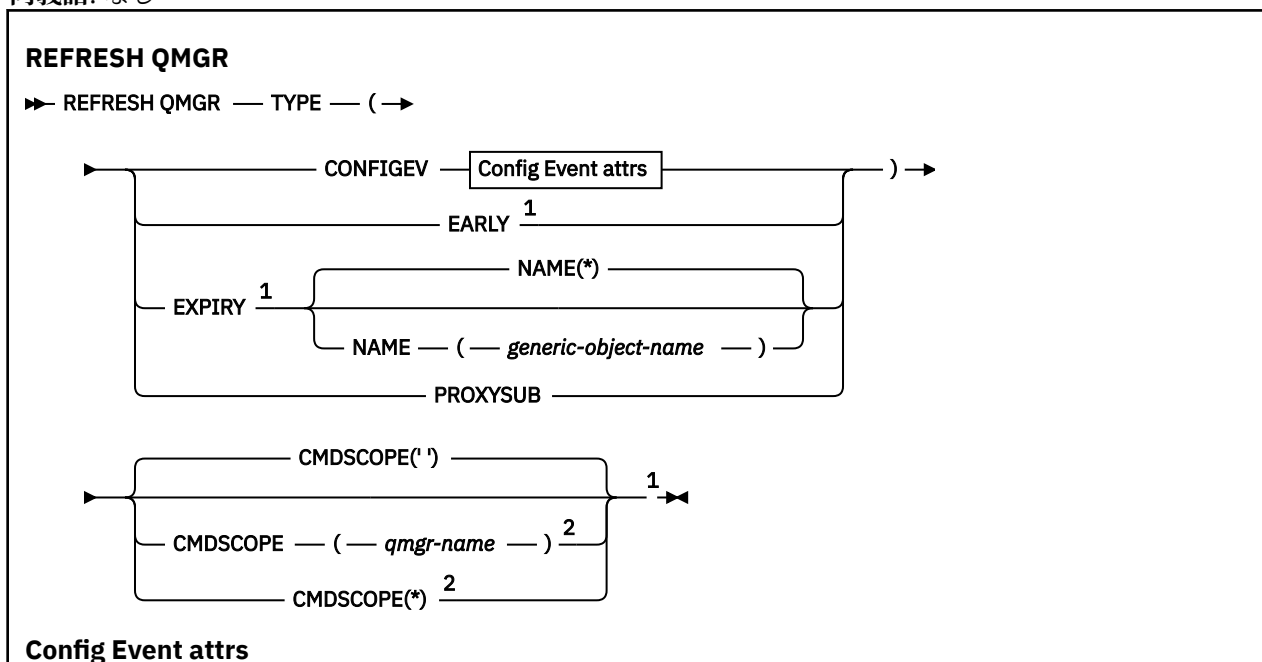 REFRESH QMGR
REFRESH QMGR TYPE (
CONFIGEV Config Event attrs )
EARLY 1
NAME(*)
EXPIRY 1
NAME ( generic-object-name )
PROXYSUB
CMDSCOPE(' ')
1
CMDSCOPE ( qmgr-name ) 2
CMDSCOPE(*) 2
Config Event attrs